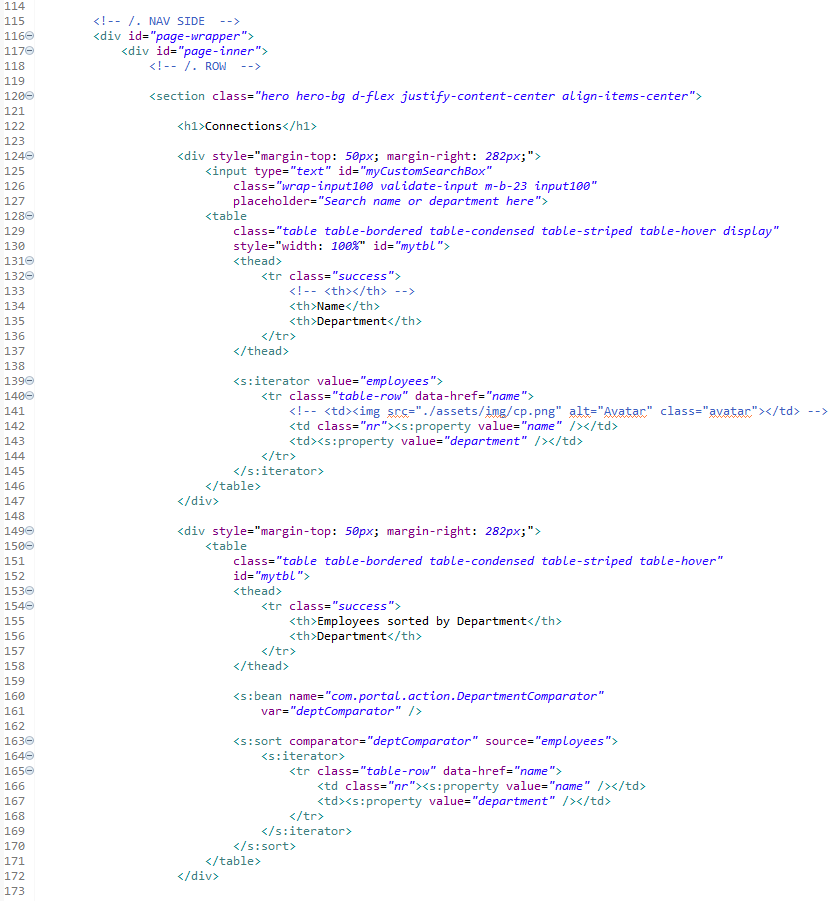 114
115 <!-- /. NAV SIDE  -->
116 <div id="page-wrapper">
117 <div id="page-inner">
118 <!-- /. ROW  -->
119
120 <section class="hero hero-bg d-flex justify-content-center align-items-center">
121
122 <h1>Connections</h1>
123
124 <div style="margin-top: 50px; margin-right: 282px;">
125 <input type="text" id="myCustomSearchBox"
126 class="wrap-input100 validate-input m-b-23 input100"
127 placeholder="Search name or department here">
128 <table
129 class="table table-bordered table-condensed table-striped table-hover display"
130 style="width: 100%" id="mytbl">
131 <thead>
132 <tr class="success">
133 <!-- <th></th> -->
134 <th>Name</th>
135 <th>Department</th>
136 </tr>
137 </thead>
138
139 <s:iterator value="employees">
140 <tr class="table-row" data-href="name">
141 <!-- <td><img src="./assets/img/cp.png" alt="Avatar" class="avatar"></td> -->
142 <td class="nr"><s:property value="name" /></td>
143 <td><s:property value="department" /></td>
144 </tr>
145 </s:iterator>
146 </table>
147 </div>
148
149 <div style="margin-top: 50px; margin-right: 282px;">
150 <table
151 class="table table-bordered table-condensed table-striped table-hover"
152 id="mytbl">
153 <thead>
154 <tr class="success">
155 <th>Employees sorted by Department</th>
156 <th>Department</th>
157 </tr>
158 </thead>
159
160 <s:bean name="com.portal.action.DepartmentComparator"
161 var="deptComparator" />
162
163 <s:sort comparator="deptComparator" source="employees">
164 <s:iterator>
165 <tr class="table-row" data-href="name">
166 <td class="nr"><s:property value="name" /></td>
167 <td><s:property value="department" /></td>
168 </tr>
169 </s:iterator>
170 </s:sort>
171 </table>
172 </div>
173